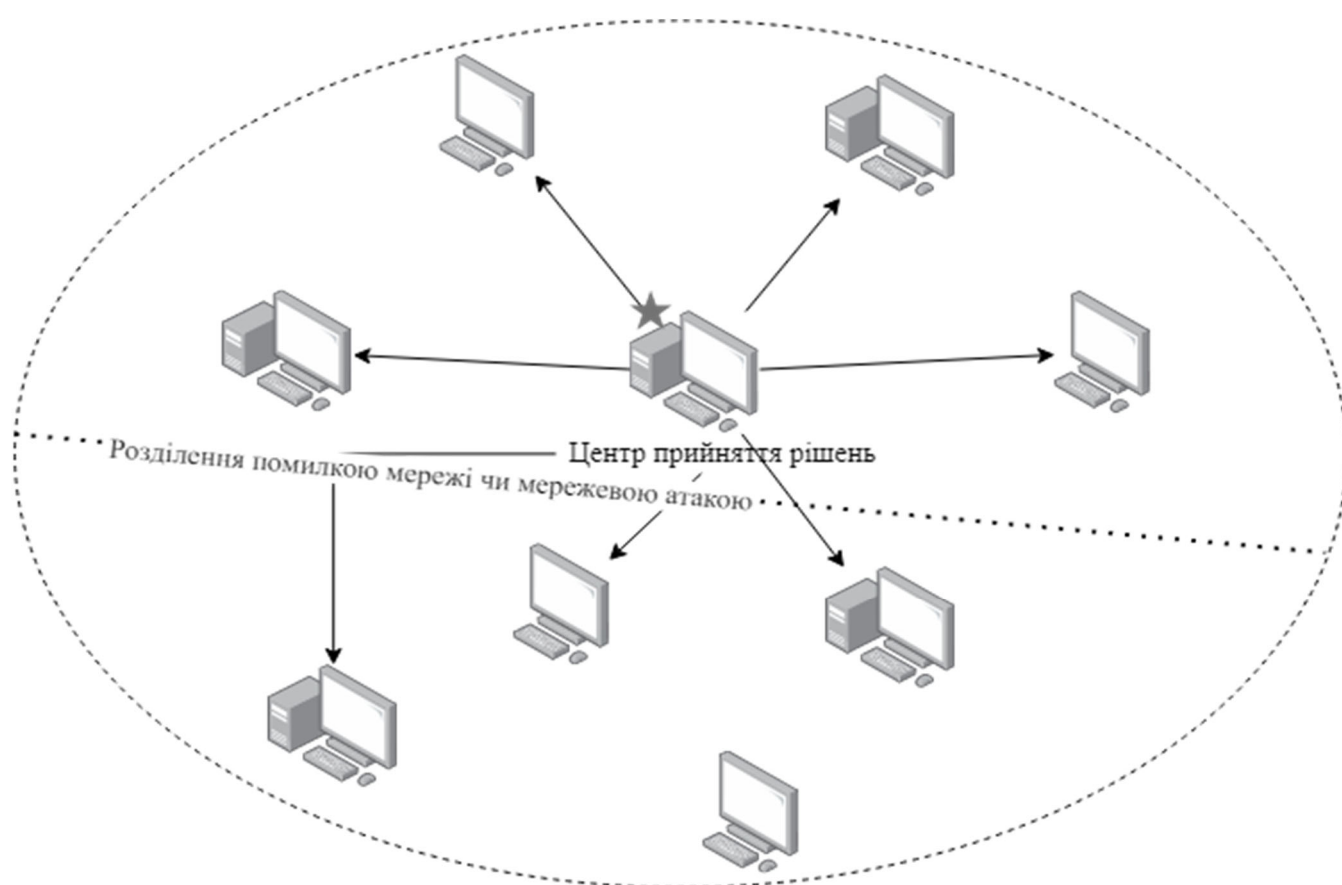 Центр прийняття рішень
Розділення помилкою мережі чи мережевою атакою